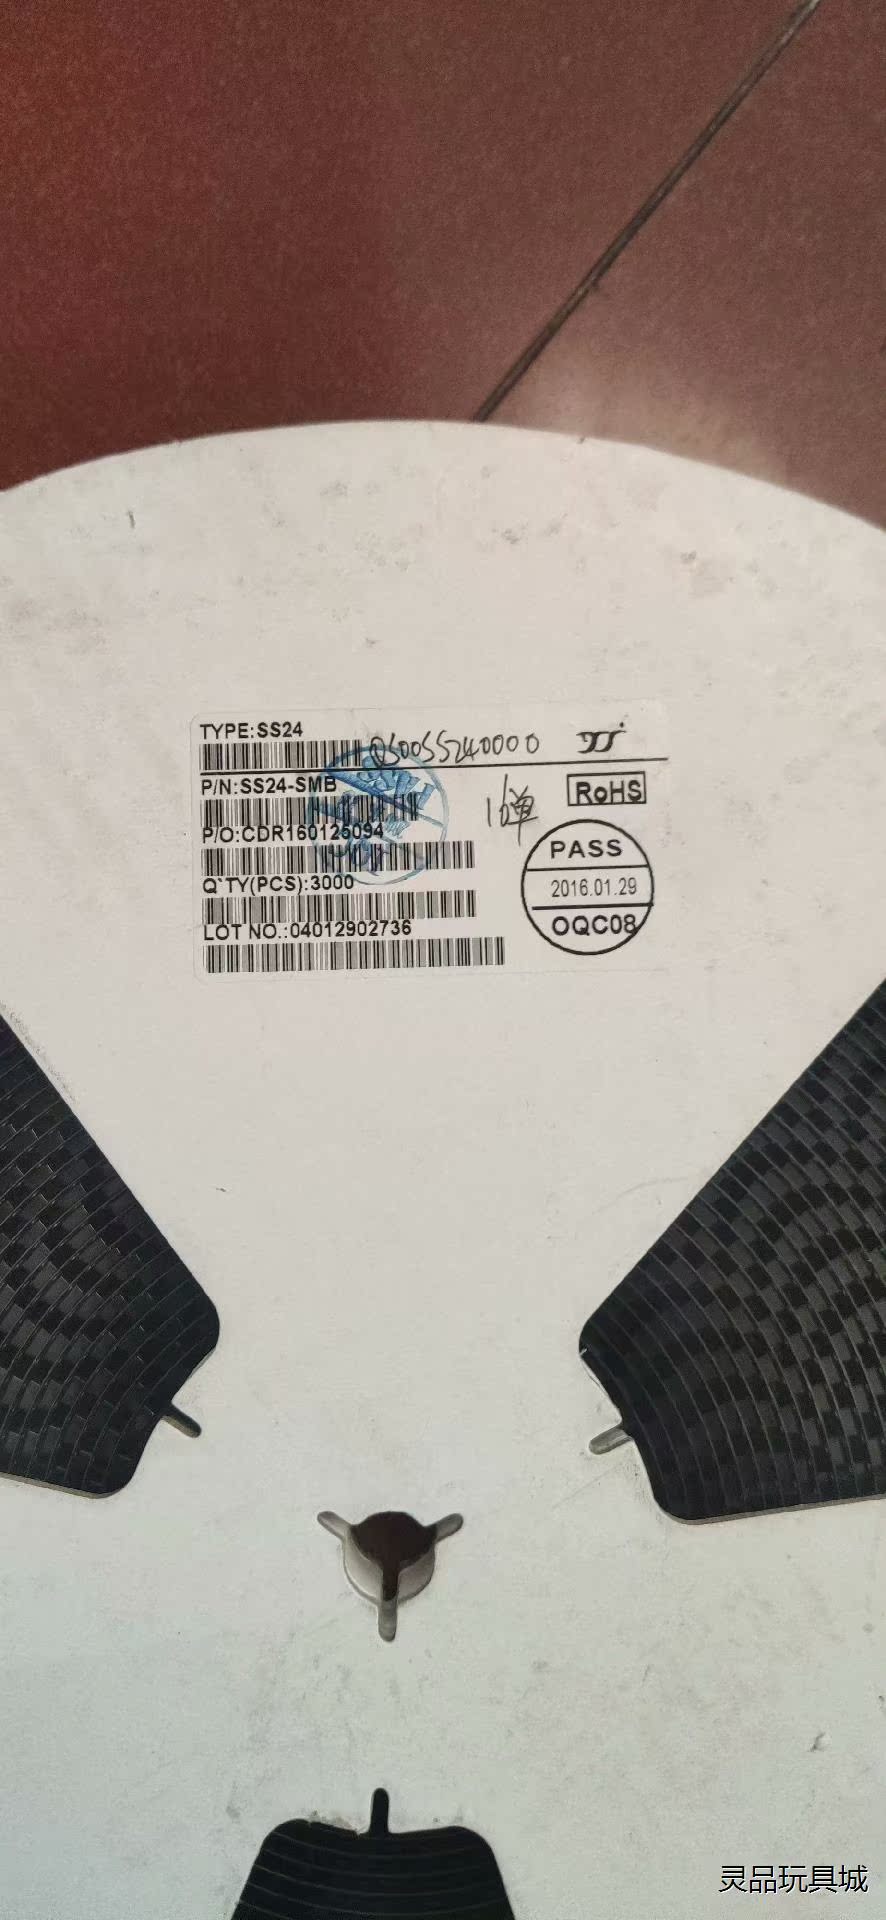 TYPE:SS24
P/N:SS24-SMB
RoHS
P/O:CDR160125094
PASS
Q`TY(PCS):3000
2016.01.29
LOT NO.:04012902736
OQC08
灵品玩具城